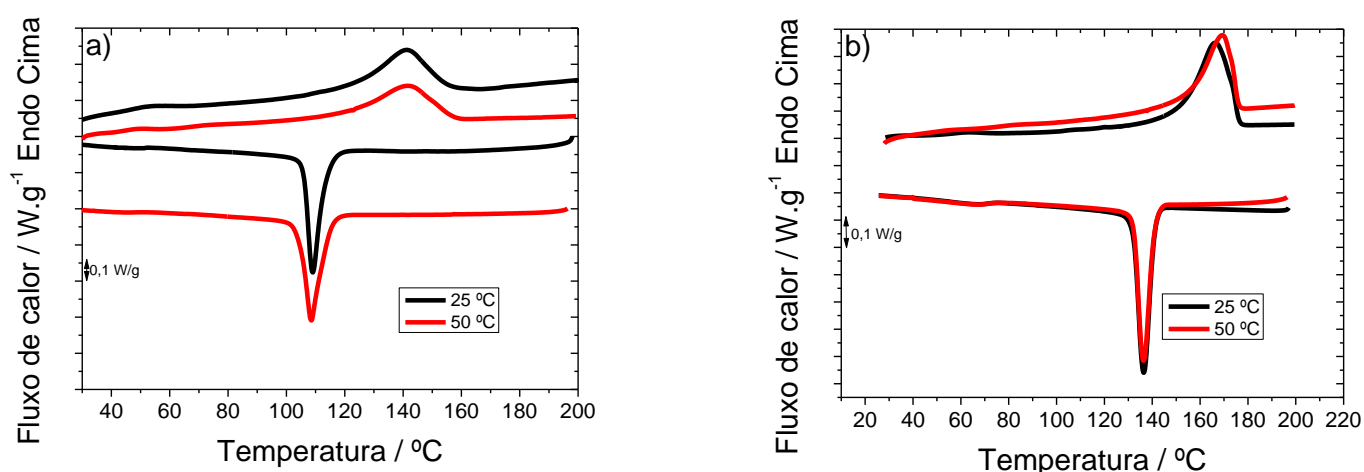 a)
Fluxo de calor / W.g⁻¹ Endo Cima
0,1 W/g
25 ºC
50 ºC
40 60 80 100 120 140 160 180 200
Temperatura / ºC
b)
Fluxo de calor / W.g⁻¹ Endo Cima
0,1 W/g
25 ºC
50 ºC
20 40 60 80 100 120 140 160 180 200 220
Temperatura / ºC